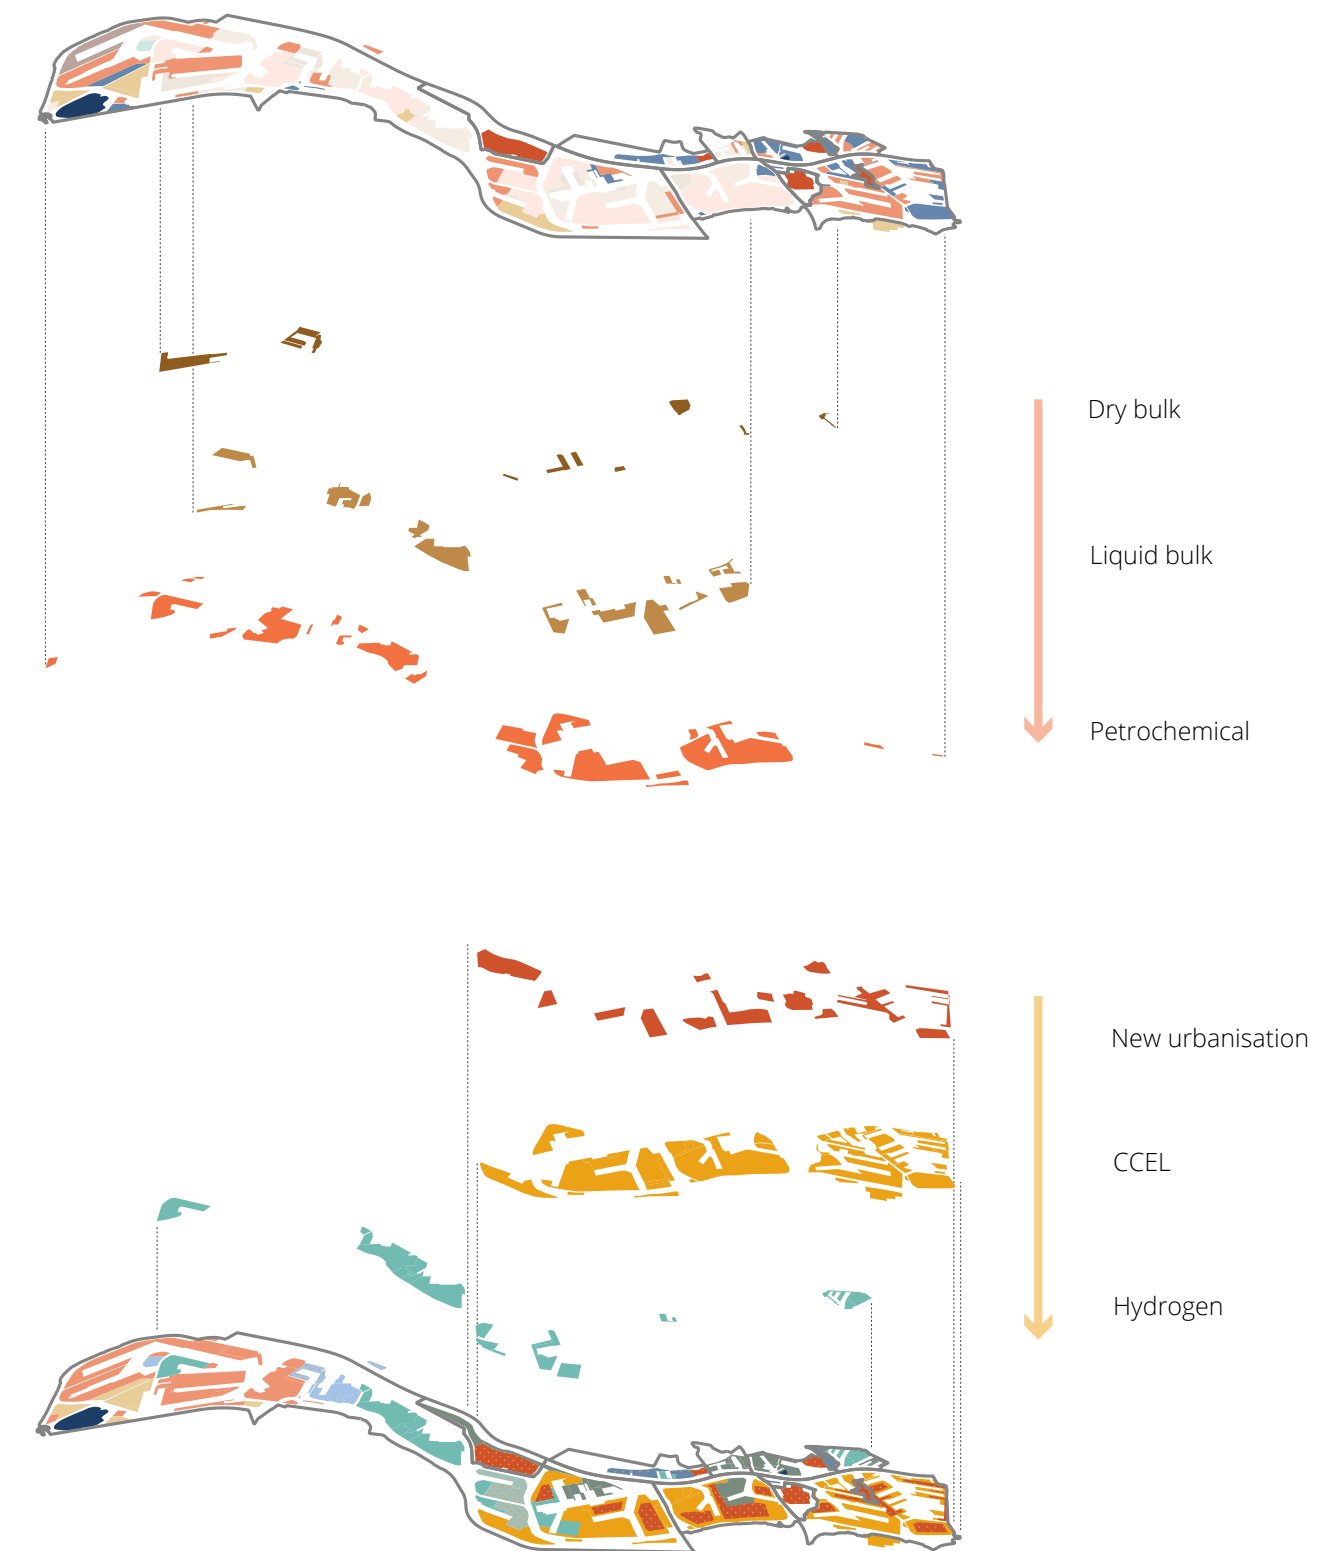 Dry bulk
Liquid bulk
Petrochemical
New urbanisation
CCEL
Hydrogen